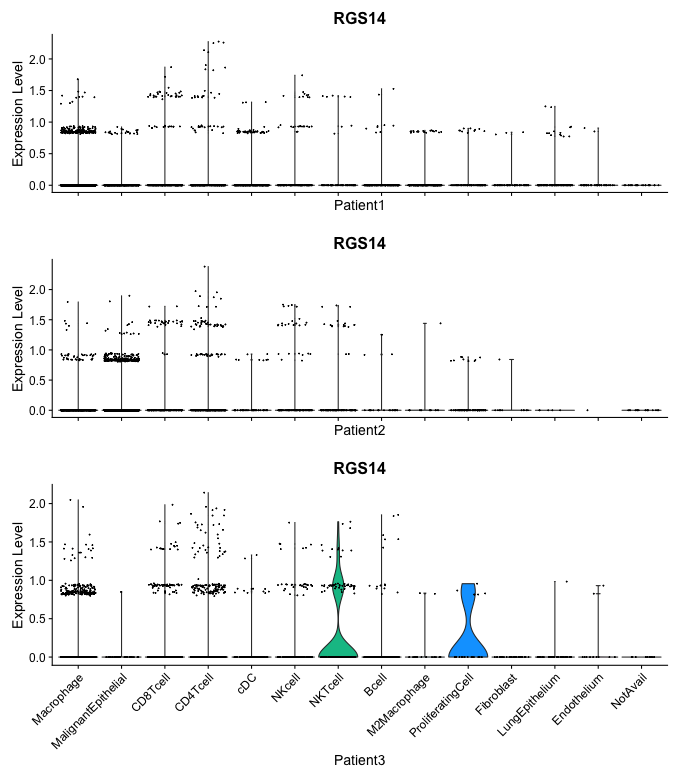 RGS14
Expression Level
2.0
1.5
1.0
0.5
0.0
Patient1
RGS14
Expression Level
2.0
1.5
1.0
0.5
0.0
Patient2
RGS14
Expression Level
2.0
1.5
1.0
0.5
0.0
Macrophage
MalignantEpithelial
CD8Tcell
CD4Tcell
cDC
NKcell
NKTcell
Bcell
M2Macrophage
ProliferatingCell
Fibroblast
LungEpithelium
Endothelium
NotAvail
Patient3